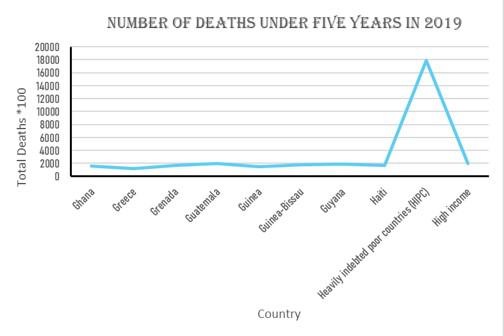 NUMBER OF DEATHS UNDER FIVE YEARS IN 2019
20000
18000
16000
14000
12000
10000
8000
6000
4000
2000
0
Total Deaths *100
Ghana
Greece
Grenada
Guatemala
Guinea
Guinea-Bissau
Guyana
Haiti
Heavily indebted poor countries (HIPC)
High income
Country